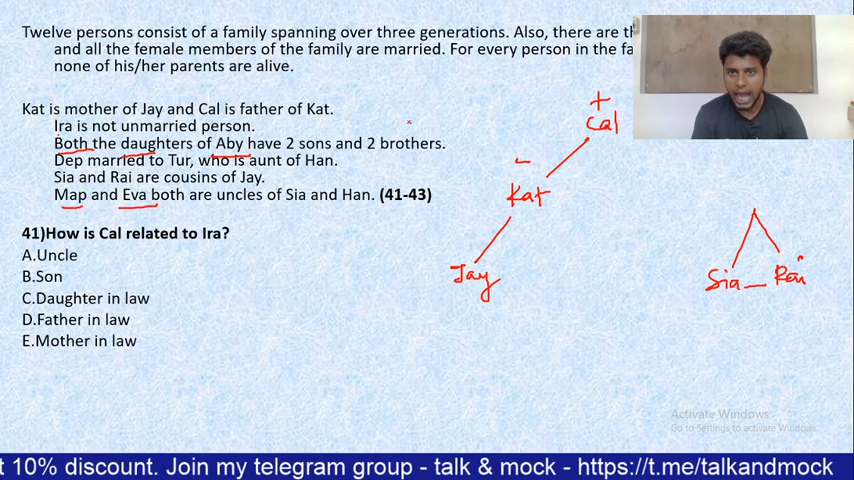 Twelve persons consist of a family spanning over three generations. Also, there are
and all the female members of the family are married. For every person in the
none of his/her parents are alive.
Kat is mother of Jay and Cal is father of Kat.
Ira is not unmarried person.
Both the daughters of Aby have 2 sons and 2 brothers.
Dep married to Tur, who is aunt of Han.
Sia and Rai are cousins of Jay.
Map and Eva both are uncles of Sia and Han. (41-43)
41)How is Cal related to Ira?
A.Uncle
B.Son
C.Daughter in law
D.Father in law
E.Mother in law
+
Cal
-
Kat
Jay
Sia — Rai
Activate Windows
Go to Settings to activate Windows.
t 10% discount. Join my telegram group - talk & mock - https://t.me/talkandmock